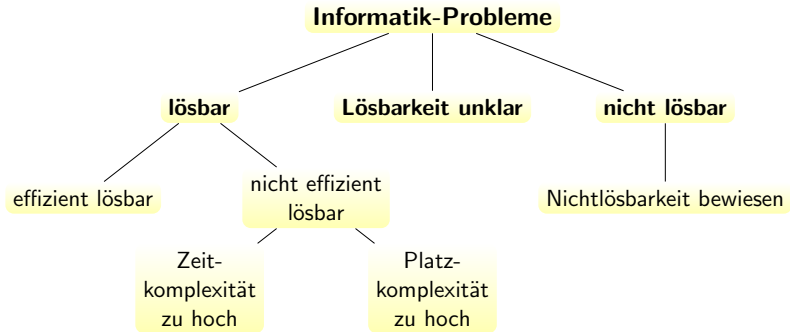 Informatik-Probleme
lösbar
Lösbarkeit unklar
nicht lösbar
effizient lösbar
nicht effizient
lösbar
Nichtlösbarkeit bewiesen
Zeit-
komplexität
zu hoch
Platz-
komplexität
zu hoch